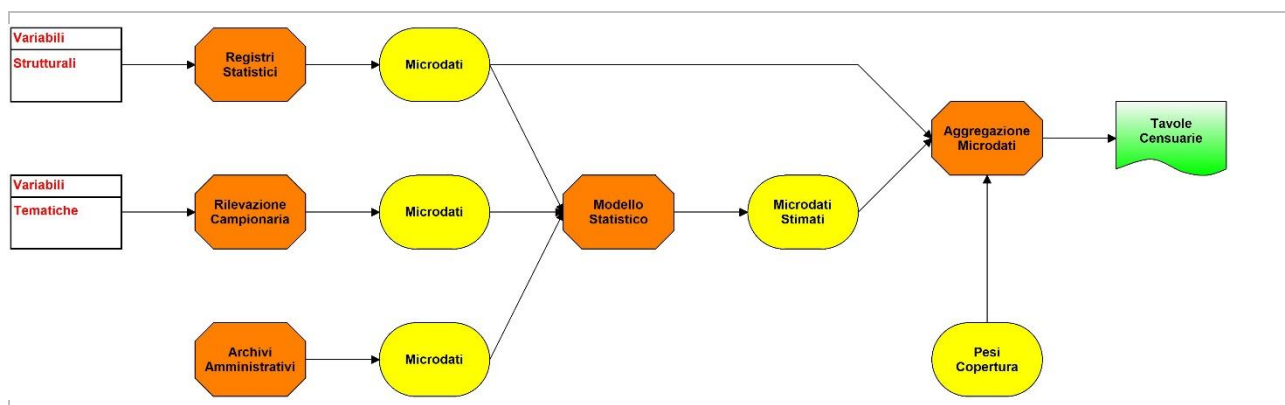 Variabili
Strutturali
Registri
Statistici
Microdati
Aggregazione
Microdati
Tavole
Censuarie
Variabili
Tematiche
Rilevazione
Campionaria
Microdati
Modello
Statistico
Microdati
Stimati
Archivi
Amministrativi
Microdati
Pesi
Copertura